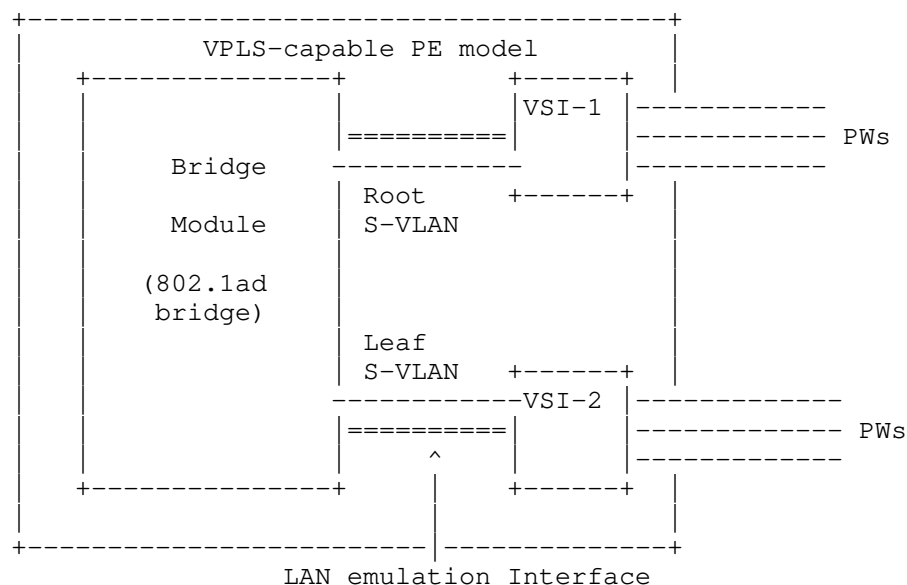 VPLS-capable PE model
VSI-1
PWs
Bridge
Root
Module S-VLAN
(802.1ad
bridge)
Leaf
S-VLAN
VSI-2
PWs
^
LAN emulation Interface